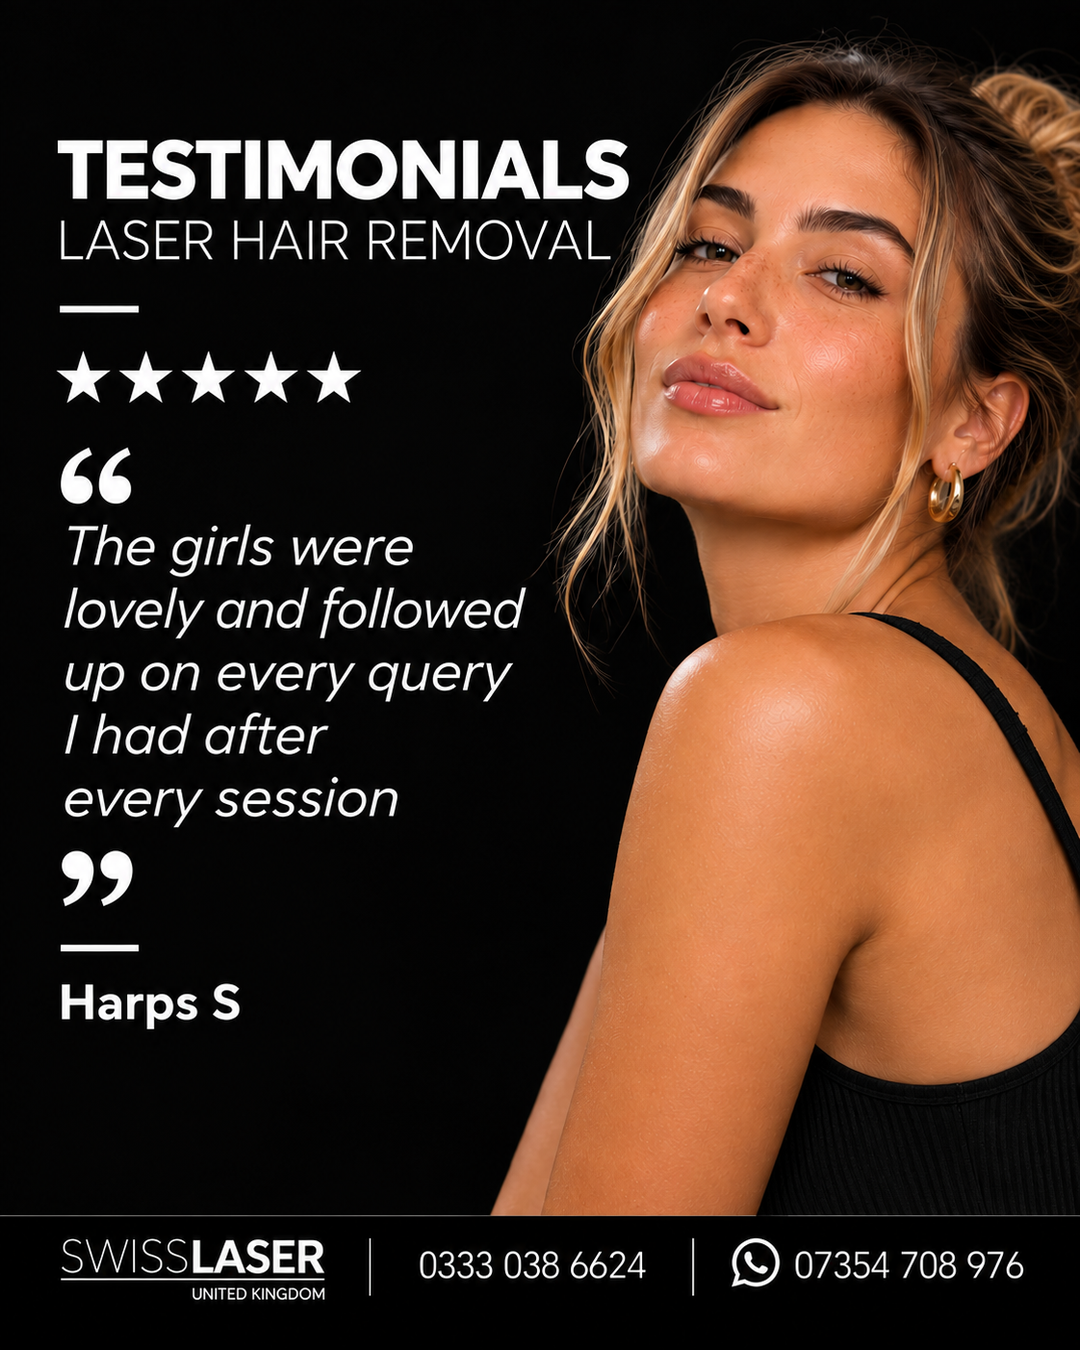 TESTIMONIALS
LASER HAIR REMOVAL
★★★★★
“
The girls were
lovely and followed
up on every query
I had after
every session
”
Harps S
SWISSLASER
UNITED KINGDOM
0333 038 6624
07354 708 976